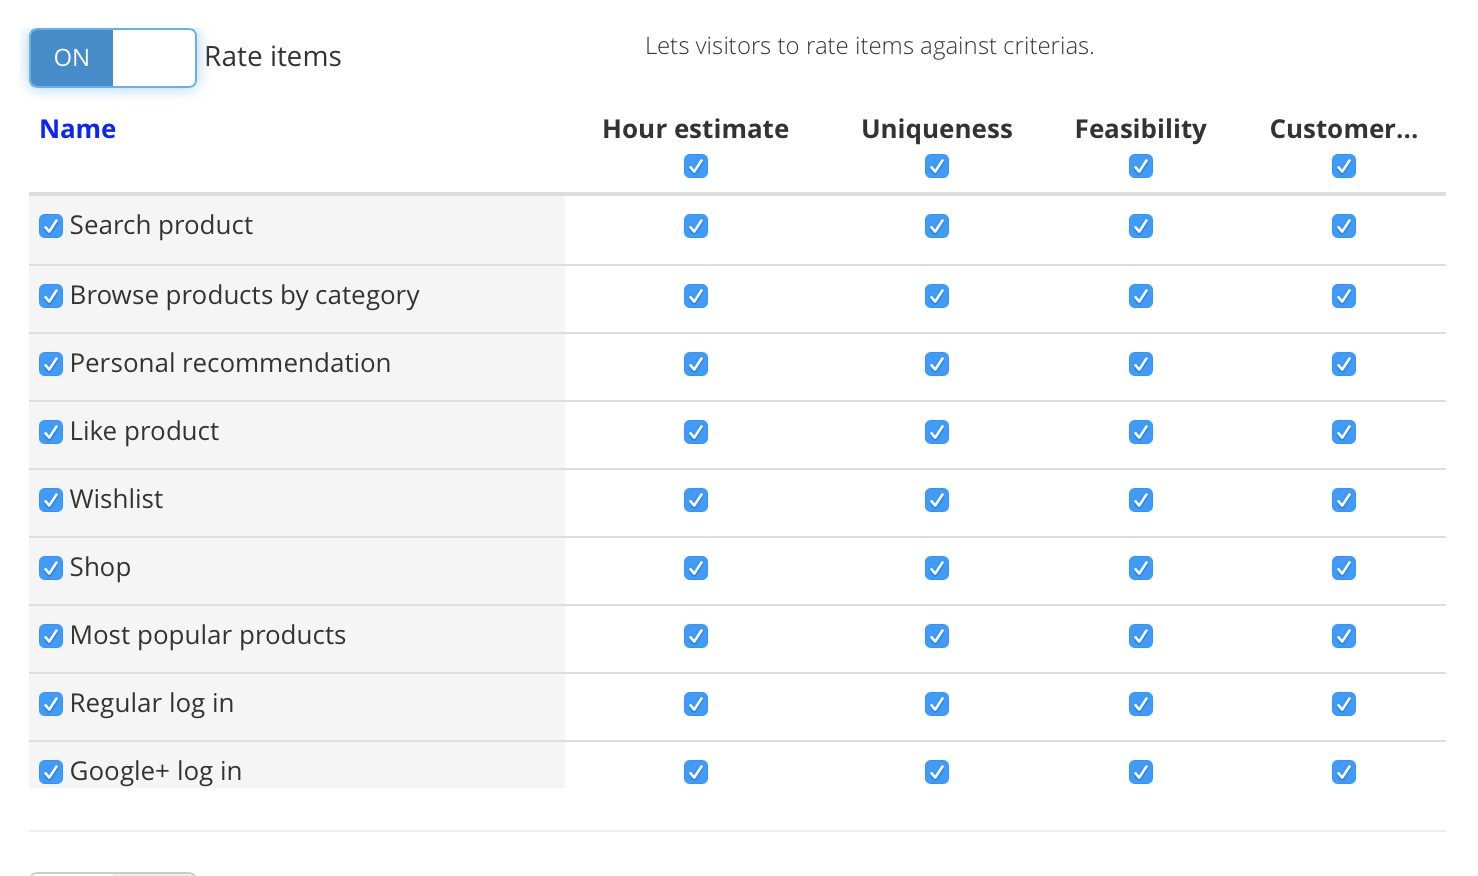 ON Rate items Lets visitors to rate items against criterias.
Name Hour estimate Uniqueness Feasibility Customer...
Search product
Browse products by category
Personal recommendation
Like product
Wishlist
Shop
Most popular products
Regular log in
Google+ log in